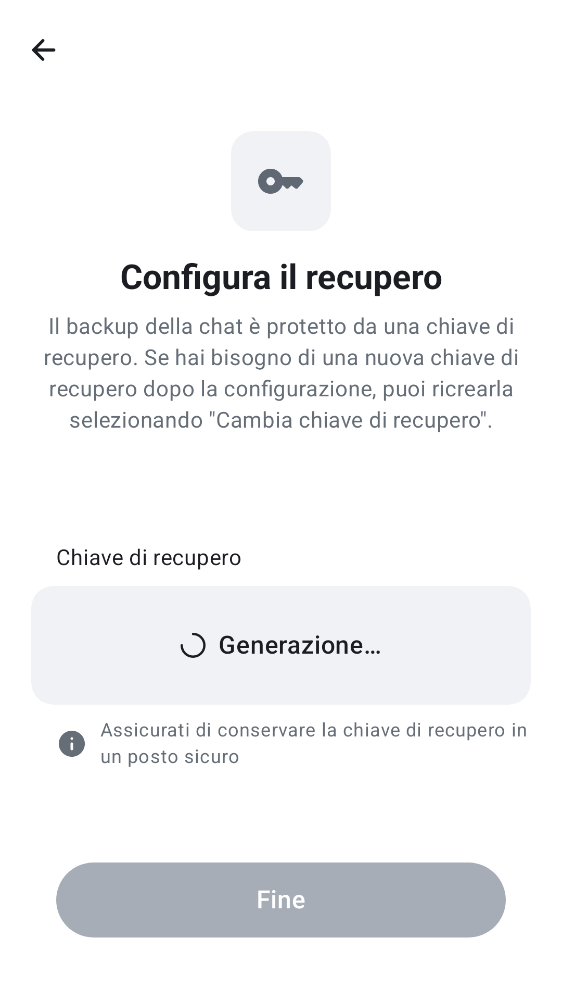 Configura il recupero
Il backup della chat è protetto da una chiave di
recupero. Se hai bisogno di una nuova chiave di
recupero dopo la configurazione, puoi ricrearla
selezionando "Cambia chiave di recupero".
Chiave di recupero
Generazione…
Assicurati di conservare la chiave di recupero in
un posto sicuro
Fine